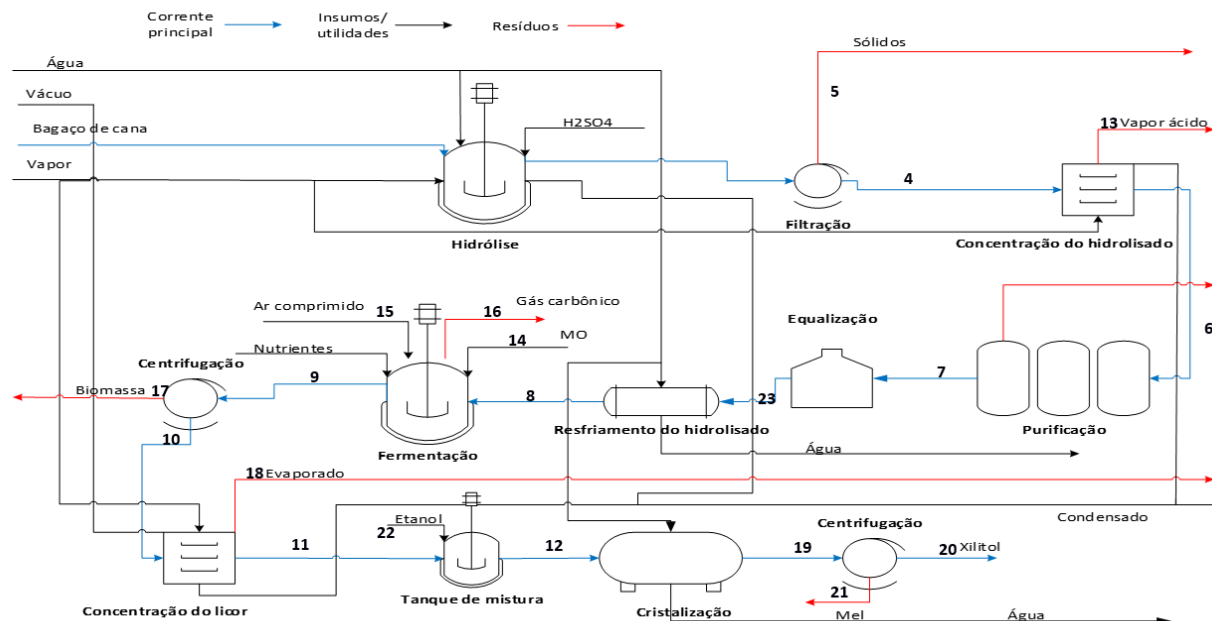 Corrente
principal
Insumos/
utilidades
Resíduos
Água
Vácuo
Bagaço de cana
Vapor
H2SO4
Hidrólise
Sólidos
5
4
Filtração
13 Vapor ácido
Concentração do hidrolisado
6
Ar comprimido
15
16
Gás carbônico
14
MO
Nutrientes
Centrifugação
Biomassa
17
9
10
Fermentação
8
Equalização
23
7
Resfriamento do hidrolisado
Purificação
Água
18 Evaporado
Condensado
11
Etanol
22
12
Concentração do licor
Tanque de mistura
Cristalização
Centrifugação
19
20 Xilitol
21
Mel
Água